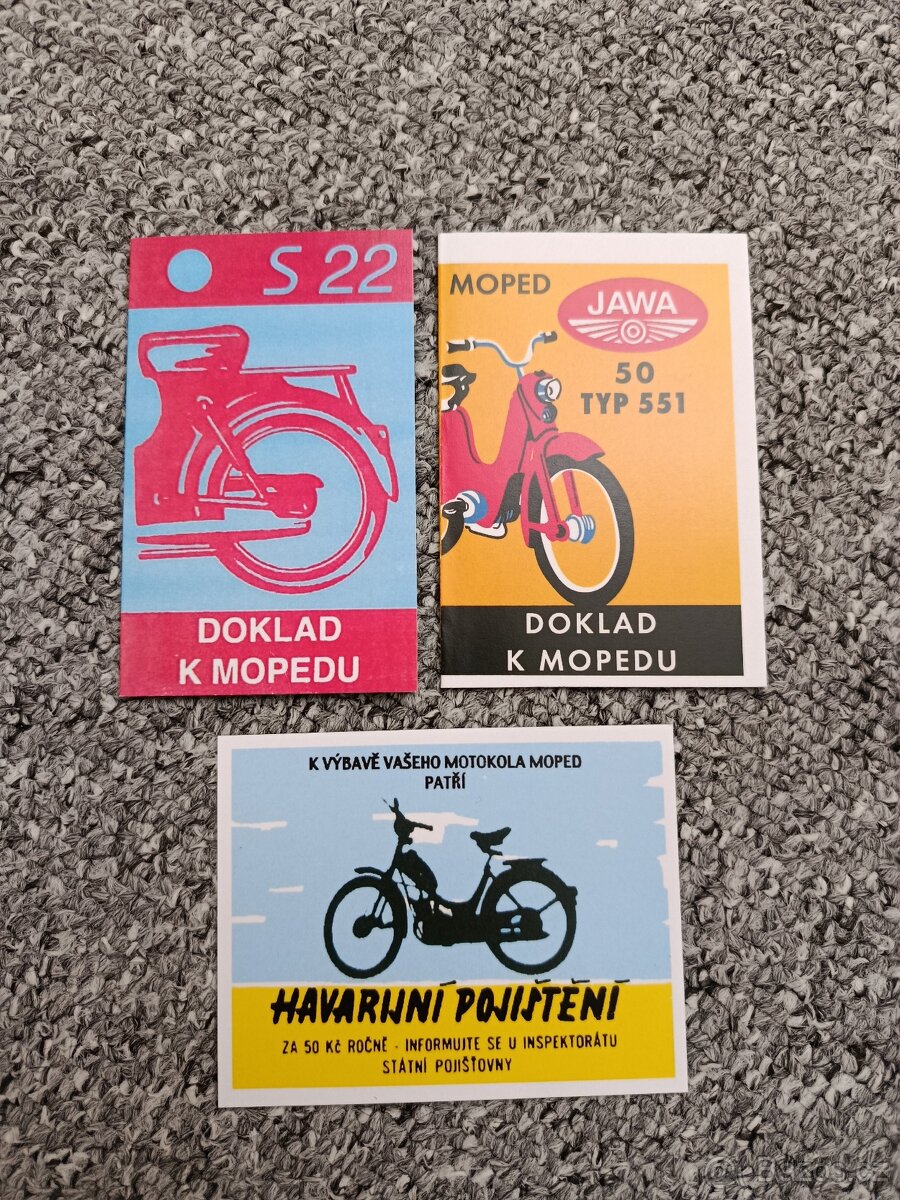 S 22
DOKLAD
K MOPEDU
MOPED
JAWA
50
TYP 551
DOKLAD
K MOPEDU
K VÝBAVĚ VAŠEHO MOTOKOLA MOPED
PATŘÍ
HAVARIJNÍ POJIŠTĚNÍ
ZA 50 Kč ROČNĚ - INFORMUJTE SE U INSPEKTORÁTU
STÁTNÍ POJIŠŤOVNY